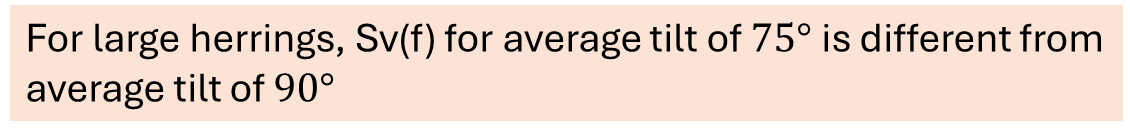 For large herrings, Sv(f) for average tilt of 75° is different from
average tilt of 90°